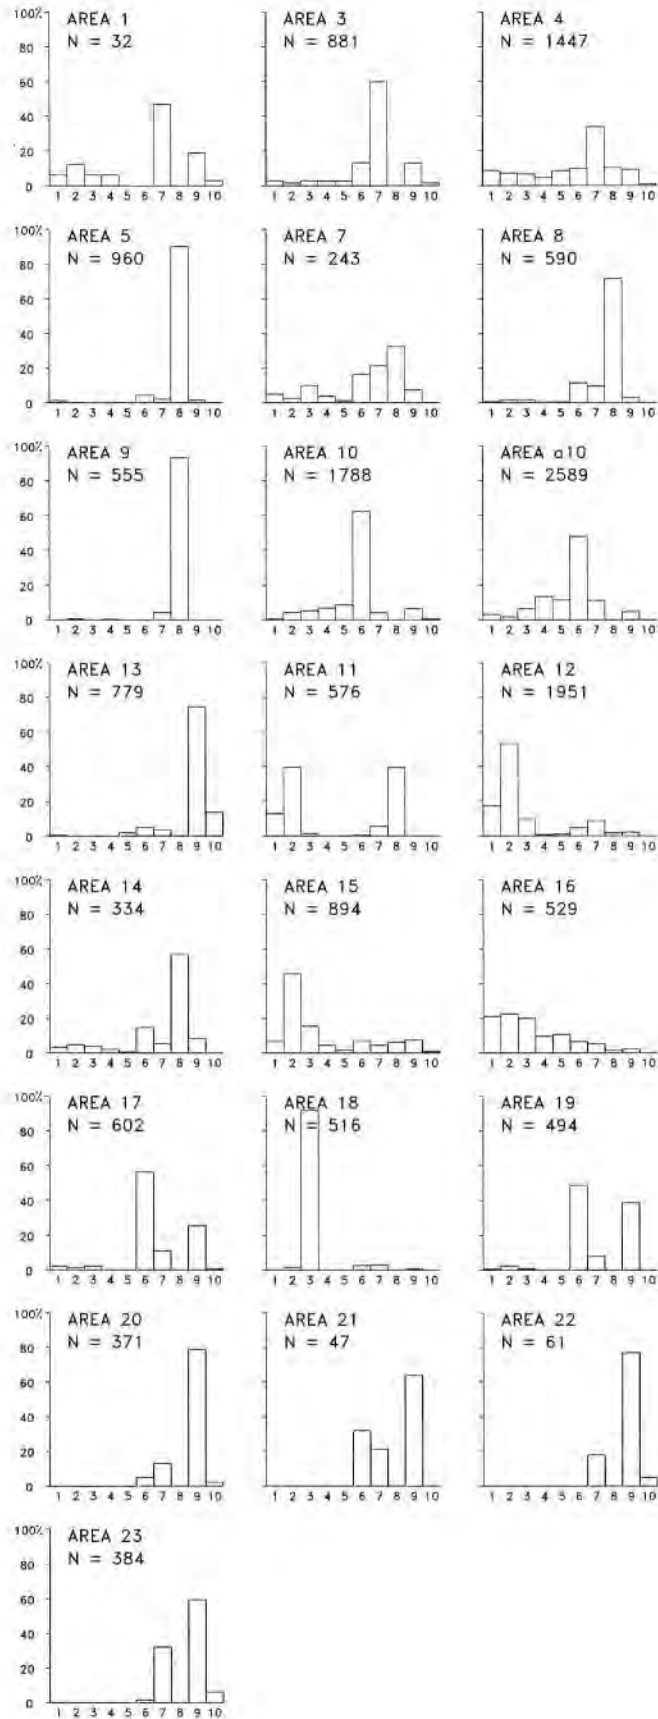 100%
80
60
40
20
0
AREA 1
N = 32
1 2 3 4 5 6 7 8 9 10
AREA 3
N = 881
1 2 3 4 5 6 7 8 9 10
AREA 4
N = 1447
1 2 3 4 5 6 7 8 9 10
100%
80
60
40
20
0
AREA 5
N = 960
1 2 3 4 5 6 7 8 9 10
AREA 7
N = 243
1 2 3 4 5 6 7 8 9 10
AREA 8
N = 590
1 2 3 4 5 6 7 8 9 10
100%
80
60
40
20
0
AREA 9
N = 555
1 2 3 4 5 6 7 8 9 10
AREA 10
N = 1788
1 2 3 4 5 6 7 8 9 10
AREA a10
N = 2589
1 2 3 4 5 6 7 8 9 10
100%
80
60
40
20
0
AREA 13
N = 779
1 2 3 4 5 6 7 8 9 10
AREA 11
N = 576
1 2 3 4 5 6 7 8 9 10
AREA 12
N = 1951
1 2 3 4 5 6 7 8 9 10
100%
80
60
40
20
0
AREA 14
N = 334
1 2 3 4 5 6 7 8 9 10
AREA 15
N = 894
1 2 3 4 5 6 7 8 9 10
AREA 16
N = 529
1 2 3 4 5 6 7 8 9 10
100%
80
60
40
20
0
AREA 17
N = 602
1 2 3 4 5 6 7 8 9 10
AREA 18
N = 516
1 2 3 4 5 6 7 8 9 10
AREA 19
N = 494
1 2 3 4 5 6 7 8 9 10
100%
80
60
40
20
0
AREA 20
N = 371
1 2 3 4 5 6 7 8 9 10
AREA 21
N = 47
1 2 3 4 5 6 7 8 9 10
AREA 22
N = 61
1 2 3 4 5 6 7 8 9 10
100%
80
60
40
20
0
AREA 23
N = 384
1 2 3 4 5 6 7 8 9 10